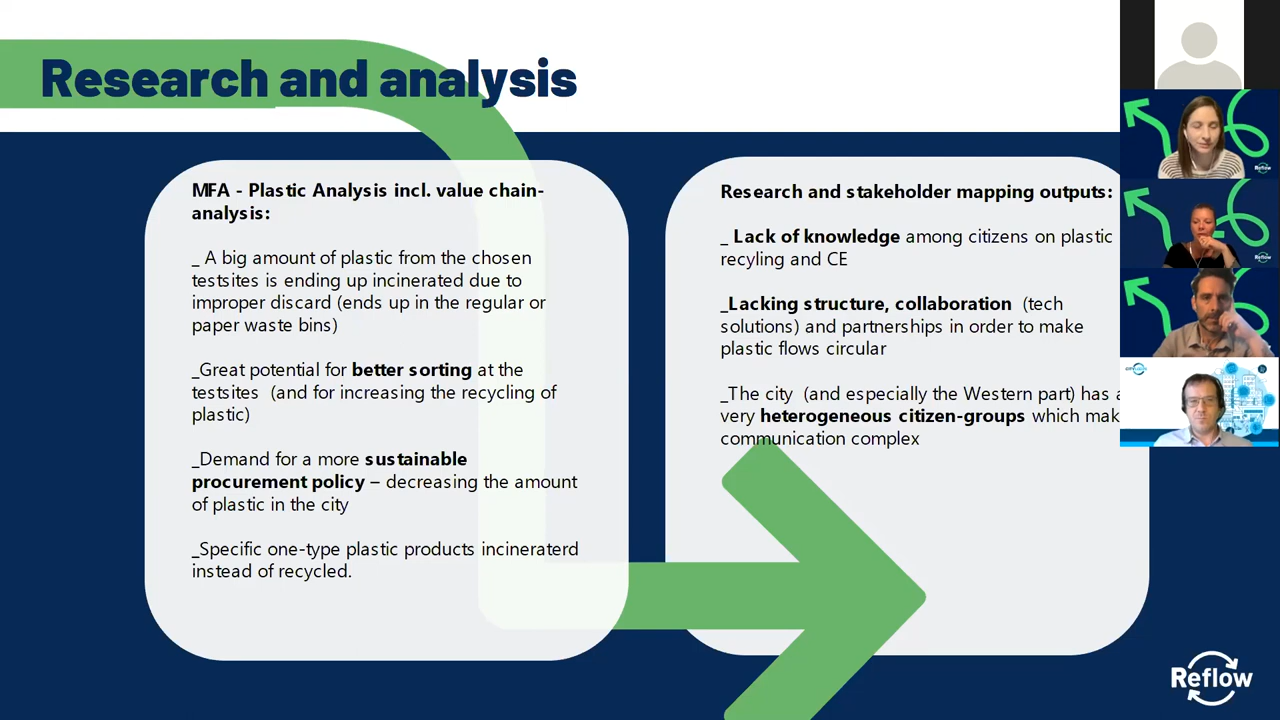 Research and analysis
MFA - Plastic Analysis incl. value chain-
analysis:
_ A big amount of plastic from the chosen
testsites is ending up incinerated due to
improper discard (ends up in the regular or
paper waste bins)
_Great potential for better sorting at the
testsites (and for increasing the recycling of
plastic)
_Demand for a more sustainable
procurement policy – decreasing the amount
of plastic in the city
_Specific one-type plastic products incineraterd
instead of recycled.
Research and stakeholder mapping outputs:
_ Lack of knowledge among citizens on plastic
recyling and CE
_Lacking structure, collaboration (tech
solutions) and partnerships in order to make
plastic flows circular
_The city (and especially the Western part) has
very heterogeneous citizen-groups which mak
communication complex
Reflow
Reflow
Reflow